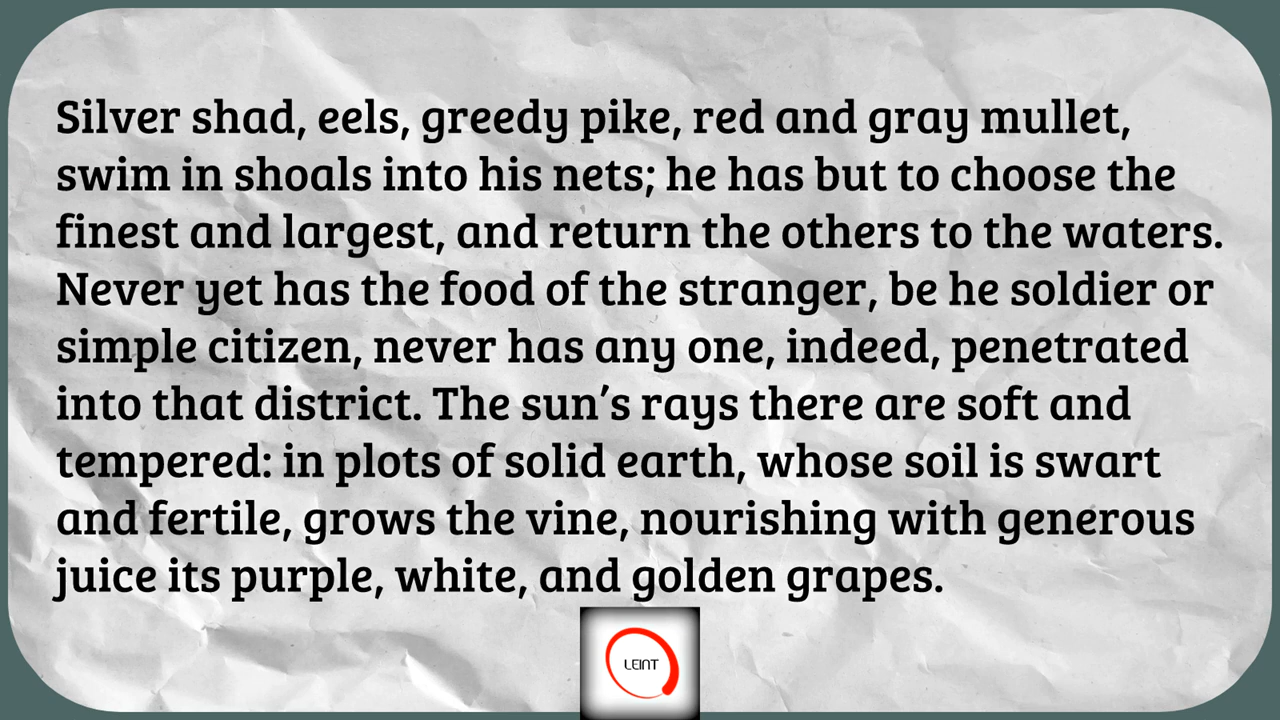 Silver shad, eels, greedy pike, red and gray mullet,
swim in shoals into his nets; he has but to choose the
finest and largest, and return the others to the waters.
Never yet has the food of the stranger, be he soldier or
simple citizen, never has any one, indeed, penetrated
into that district. The sun’s rays there are soft and
tempered: in plots of solid earth, whose soil is swart
and fertile, grows the vine, nourishing with generous
juice its purple, white, and golden grapes.
LEINT